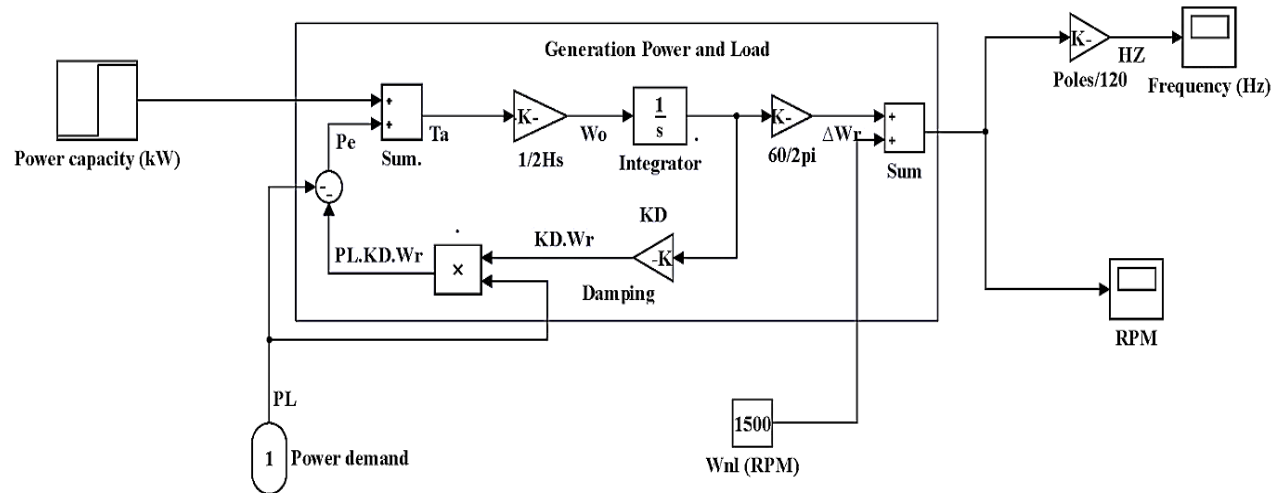 Generation Power and Load
K-
HZ
Poles/120
Frequency (Hz)
Power capacity (kW)
+
+
Pe
Sum.
Ta
K-
1/2Hs
Wo
1
s
Integrator
K-
60/2pi
ΔWr
+
+
Sum
-
-
PL.KD.Wr
×
KD.Wr
KD
-K
Damping
RPM
PL
1
Power demand
1500
Wnl (RPM)